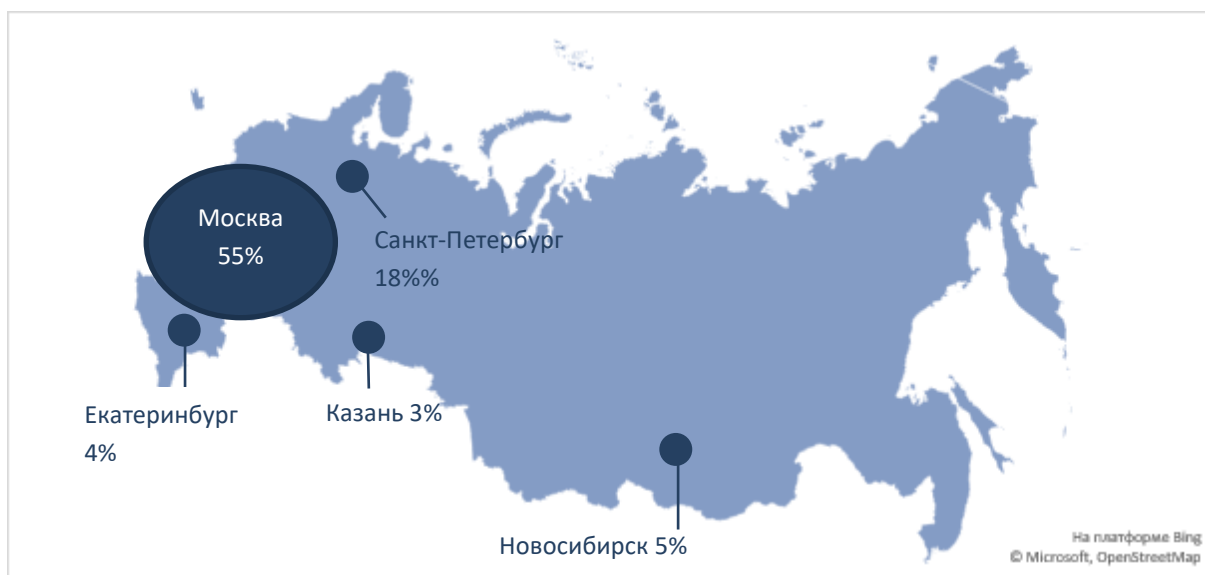 Москва
55%
Санкт-Петербург
18%%
Екатеринбург
4%
Казань 3%
Новосибирск 5%
На платформе Bing
© Microsoft, OpenStreetMap